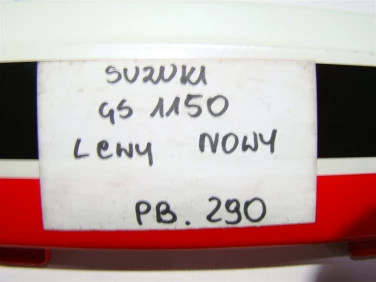 SUZUKI
GS 1150
LEWY NOWY
PB. 290